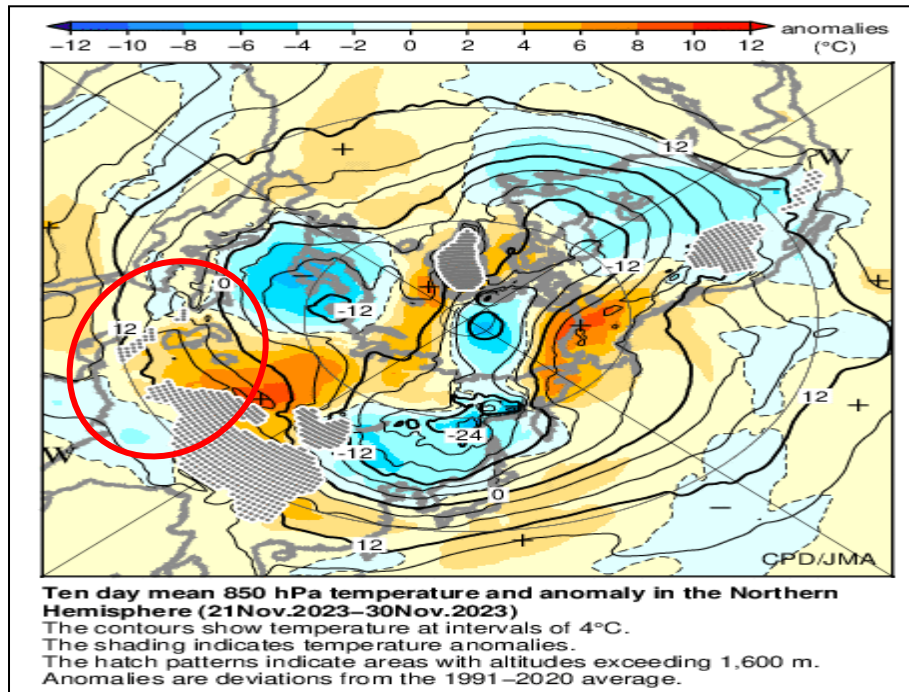 −12 −10 −8 −6 −4 −2 0 2 4 6 8 10 12 anomalies
(°C)
12
W
-12
0
-12
12
12
-24
-12
W
0
12
CPD/JMA
Ten day mean 850 hPa temperature and anomaly in the Northern
Hemisphere (21Nov.2023−30Nov.2023)
The contours show temperature at intervals of 4°C.
The shading indicates temperature anomalies.
The hatch patterns indicate areas with altitudes exceeding 1,600 m.
Anomalies are deviations from the 1991−2020 average.